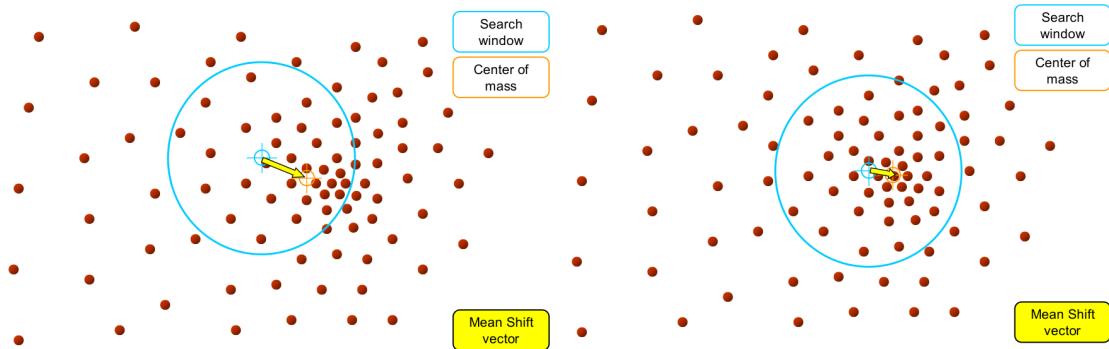 Search
window
Center of
mass
Mean Shift
vector
Search
window
Center of
mass
Mean Shift
vector